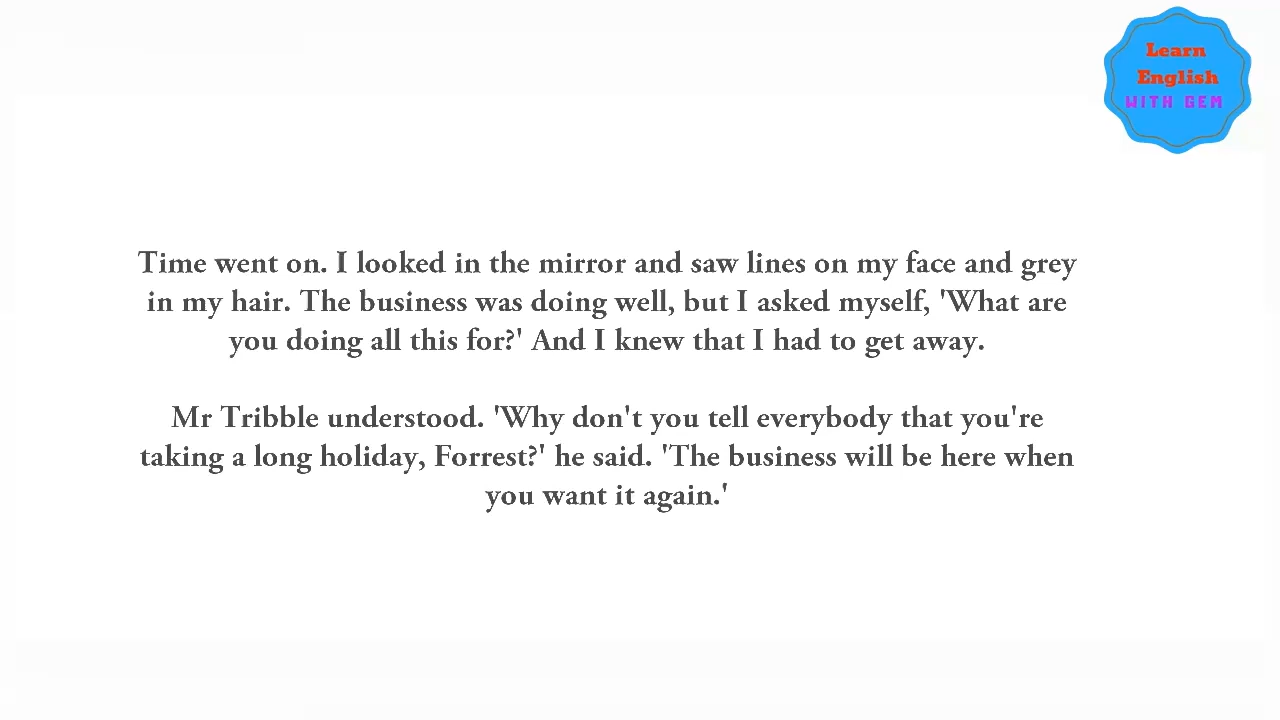 Learn
English
WITH GEM
Time went on. I looked in the mirror and saw lines on my face and grey
in my hair. The business was doing well, but I asked myself, 'What are
you doing all this for?' And I knew that I had to get away.
Mr Tribble understood. 'Why don't you tell everybody that you're
taking a long holiday, Forrest?' he said. 'The business will be here when
you want it again.'